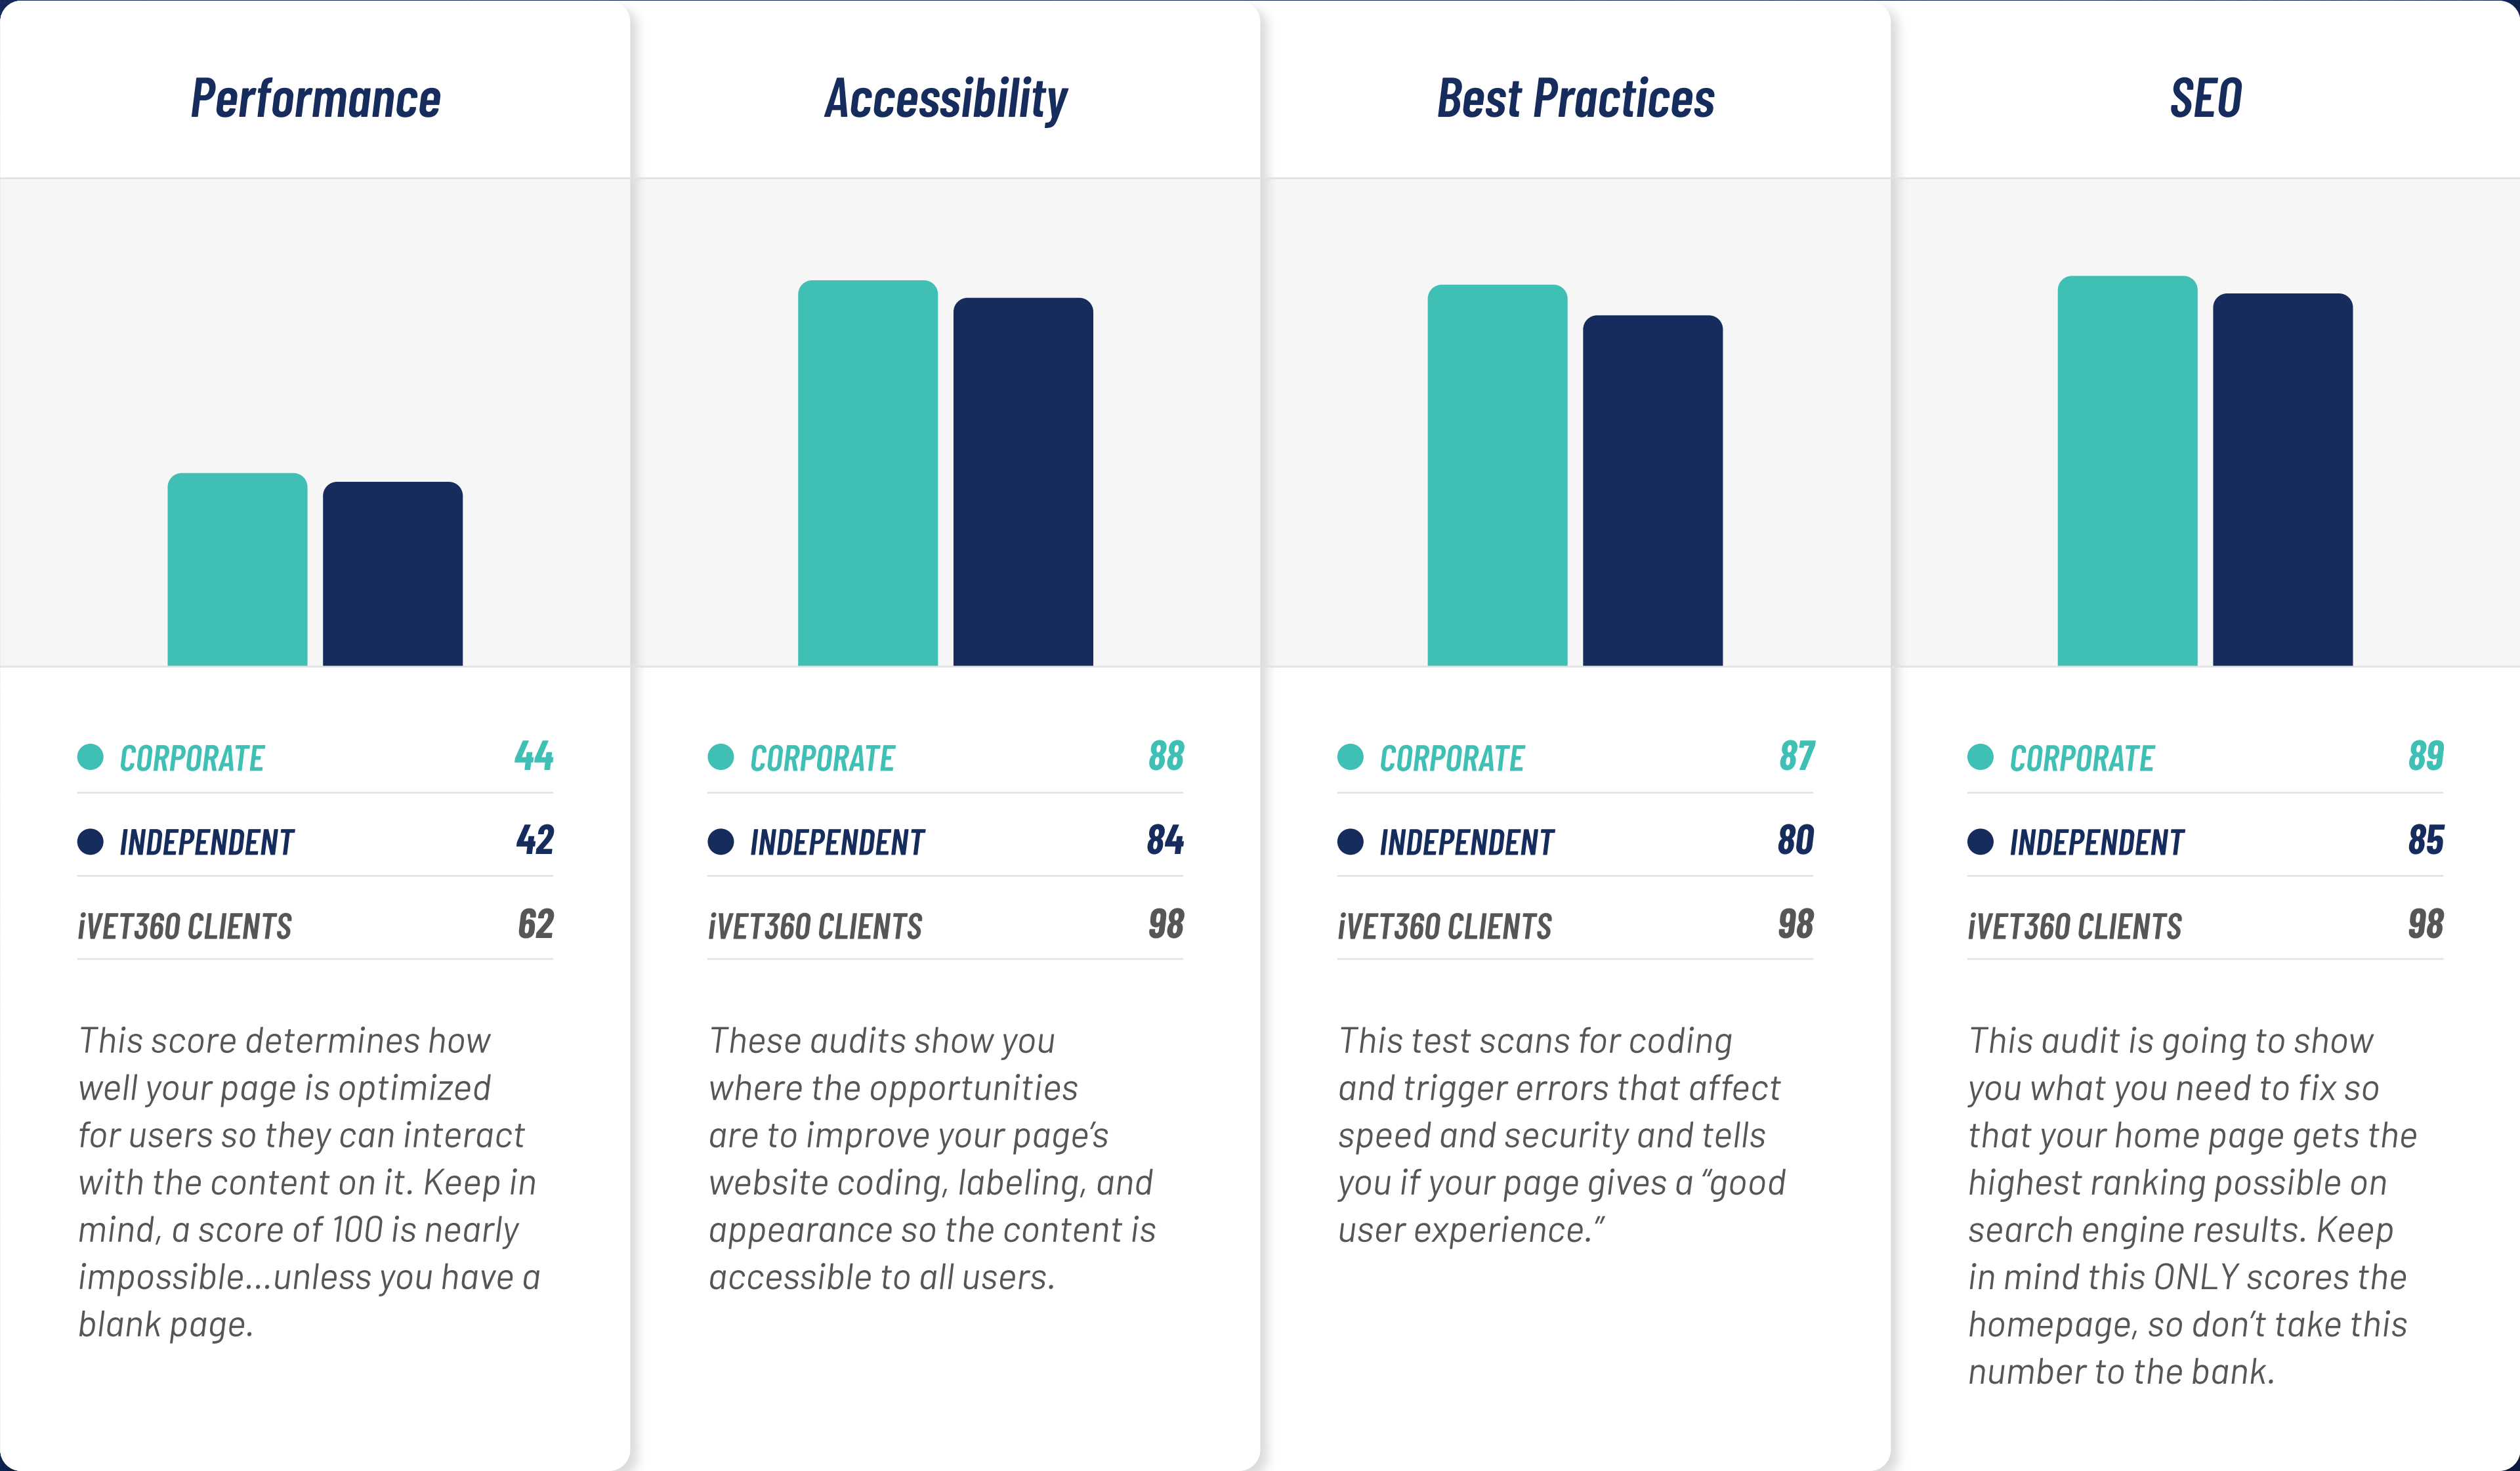 Performance
CORPORATE 44
INDEPENDENT 42
iVET360 CLIENTS 62
This score determines how
well your page is optimized
for users so they can interact
with the content on it. Keep in
mind, a score of 100 is nearly
impossible...unless you have a
blank page.
Accessibility
CORPORATE 88
INDEPENDENT 84
iVET360 CLIENTS 98
These audits show you
where the opportunities
are to improve your page’s
website coding, labeling, and
appearance so the content is
accessible to all users.
Best Practices
CORPORATE 87
INDEPENDENT 80
iVET360 CLIENTS 98
This test scans for coding
and trigger errors that affect
speed and security and tells
you if your page gives a “good
user experience.”
SEO
CORPORATE 89
INDEPENDENT 85
iVET360 CLIENTS 98
This audit is going to show
you what you need to fix so
that your home page gets the
highest ranking possible on
search engine results. Keep
in mind this ONLY scores the
homepage, so don’t take this
number to the bank.